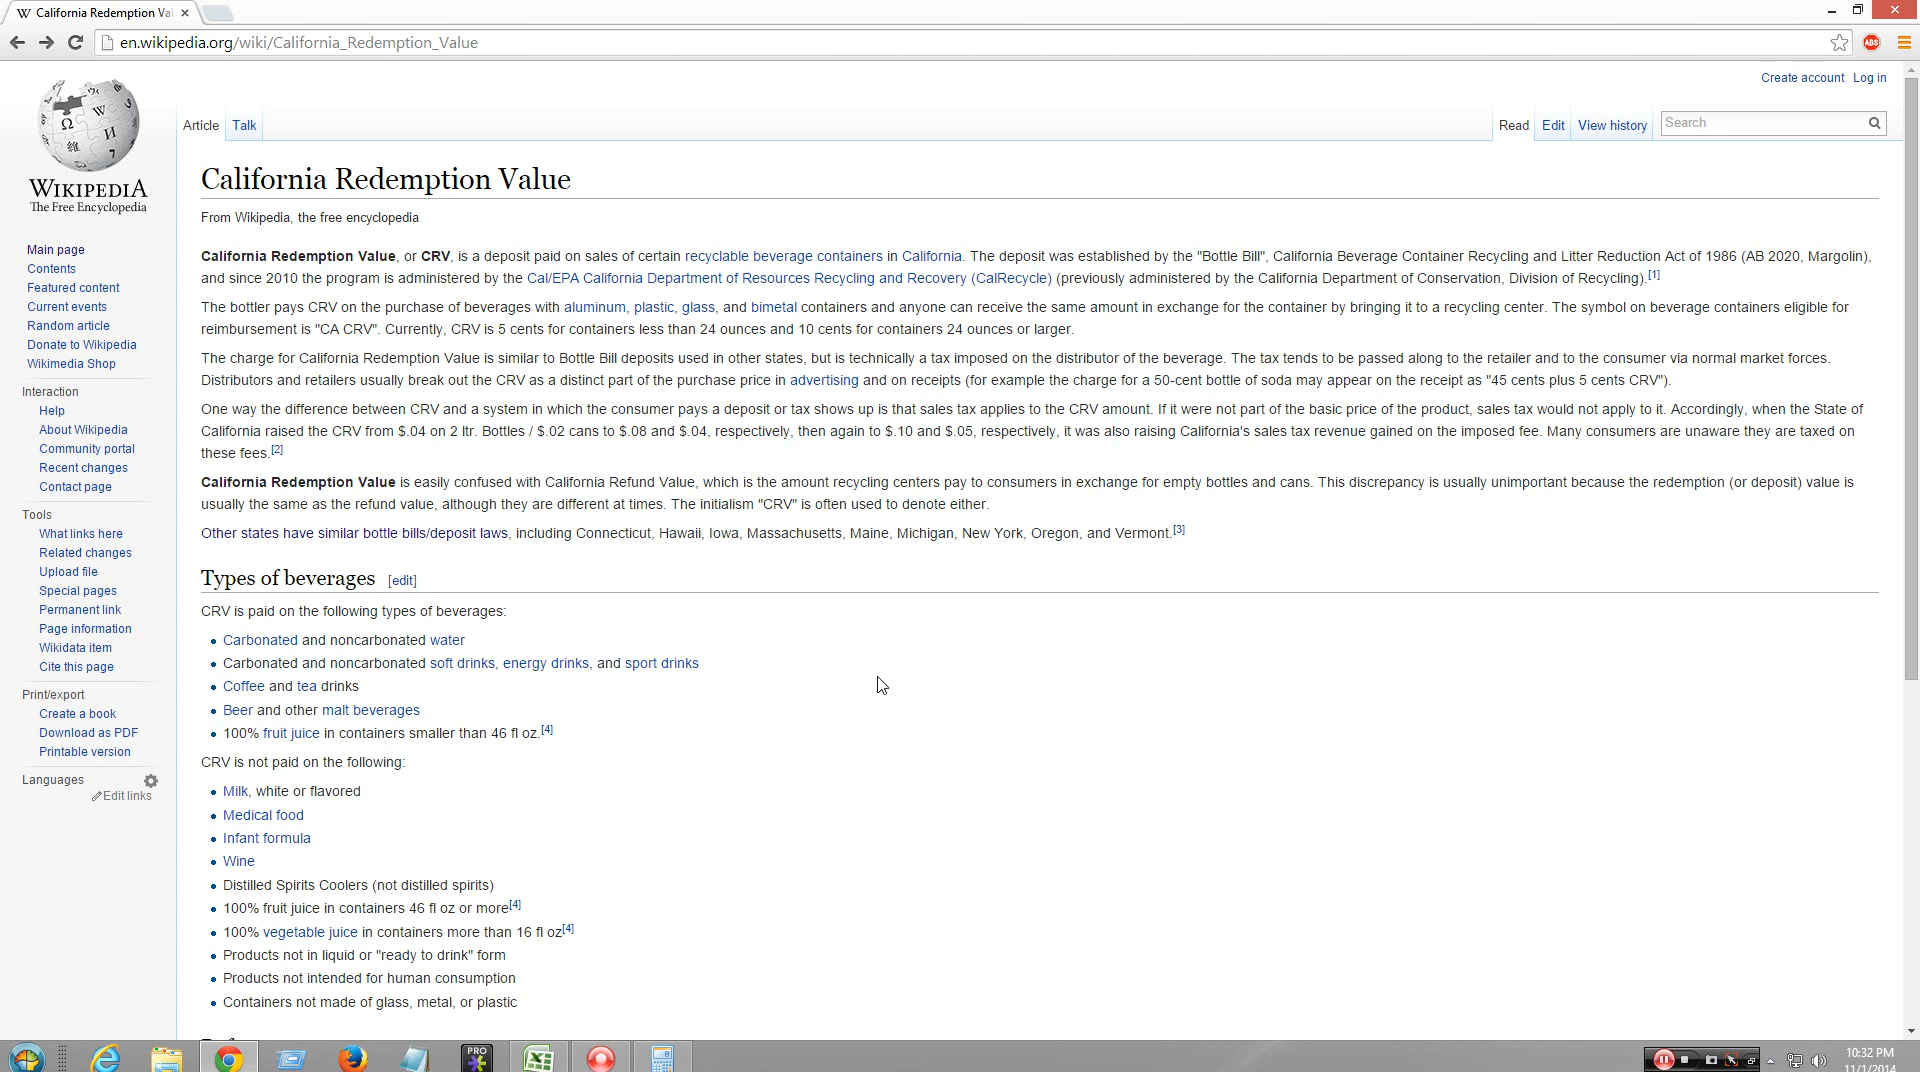 W California Redemption Va
en.wikipedia.org/wiki/California_Redemption_Value
ABS
Create account Log in
Article Talk
Read Edit View history Search
WIKIPEDIA
The Free Encyclopedia
Main page
Contents
Featured content
Current events
Random article
Donate to Wikipedia
Wikimedia Shop
Interaction
Help
About Wikipedia
Community portal
Recent changes
Contact page
Tools
What links here
Related changes
Upload file
Special pages
Permanent link
Page information
Wikidata item
Cite this page
Print/export
Create a book
Download as PDF
Printable version
Languages
Edit links
California Redemption Value
From Wikipedia, the free encyclopedia
California Redemption Value, or CRV, is a deposit paid on sales of certain recyclable beverage containers in California. The deposit was established by the "Bottle Bill", California Beverage Container Recycling and Litter Reduction Act of 1986 (AB 2020, Margolin),
and since 2010 the program is administered by the Cal/EPA California Department of Resources Recycling and Recovery (CalRecycle) (previously administered by the California Department of Conservation, Division of Recycling).[1]
The bottler pays CRV on the purchase of beverages with aluminum, plastic, glass, and bimetal containers and anyone can receive the same amount in exchange for the container by bringing it to a recycling center. The symbol on beverage containers eligible for
reimbursement is "CA CRV". Currently, CRV is 5 cents for containers less than 24 ounces and 10 cents for containers 24 ounces or larger.
The charge for California Redemption Value is similar to Bottle Bill deposits used in other states, but is technically a tax imposed on the distributor of the beverage. The tax tends to be passed along to the retailer and to the consumer via normal market forces.
Distributors and retailers usually break out the CRV as a distinct part of the purchase price in advertising and on receipts (for example the charge for a 50-cent bottle of soda may appear on the receipt as "45 cents plus 5 cents CRV").
One way the difference between CRV and a system in which the consumer pays a deposit or tax shows up is that sales tax applies to the CRV amount. If it were not part of the basic price of the product, sales tax would not apply to it. Accordingly, when the State of
California raised the CRV from $.04 on 2 ltr. Bottles / $.02 cans to $.08 and $.04, respectively, then again to $.10 and $.05, respectively, it was also raising California's sales tax revenue gained on the imposed fee. Many consumers are unaware they are taxed on
these fees.[2]
California Redemption Value is easily confused with California Refund Value, which is the amount recycling centers pay to consumers in exchange for empty bottles and cans. This discrepancy is usually unimportant because the redemption (or deposit) value is
usually the same as the refund value, although they are different at times. The initialism "CRV" is often used to denote either.
Other states have similar bottle bills/deposit laws, including Connecticut, Hawaii, Iowa, Massachusetts, Maine, Michigan, New York, Oregon, and Vermont.[3]
Types of beverages [edit]
CRV is paid on the following types of beverages:
Carbonated and noncarbonated water
Carbonated and noncarbonated soft drinks, energy drinks, and sport drinks
Coffee and tea drinks
Beer and other malt beverages
100% fruit juice in containers smaller than 46 fl oz.[4]
CRV is not paid on the following:
Milk, white or flavored
Medical food
Infant formula
Wine
Distilled Spirits Coolers (not distilled spirits)
100% fruit juice in containers 46 fl oz or more[4]
100% vegetable juice in containers more than 16 fl oz[4]
Products not in liquid or "ready to drink" form
Products not intended for human consumption
Containers not made of glass, metal, or plastic
PRO
10:32 PM
11/1/2014